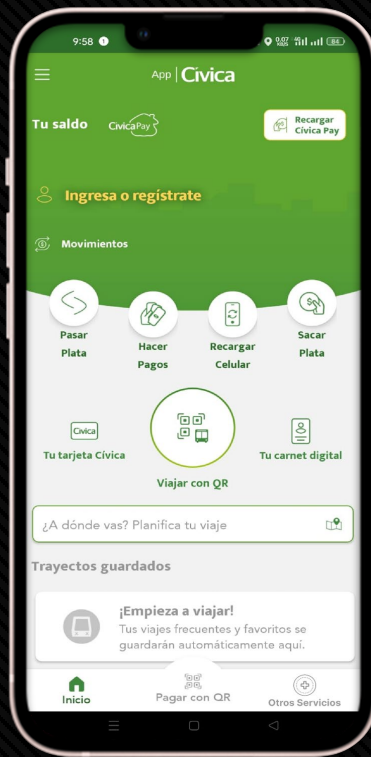 9:58
App | Cívica
Tu saldo
CívicaPay
Recargar
Cívica Pay
Ingresa o regístrate
Movimientos
Pasar
Plata
Hacer
Pagos
Recargar
Celular
Sacar
Plata
Cívica
Tu tarjeta Cívica
Tu carnet digital
Viajar con QR
¿A dónde vas? Planifica tu viaje
Trayectos guardados
¡Empieza a viajar!
Tus viajes frecuentes y favoritos se
guardarán automáticamente aquí.
Inicio
Pagar con QR
Otros Servicios